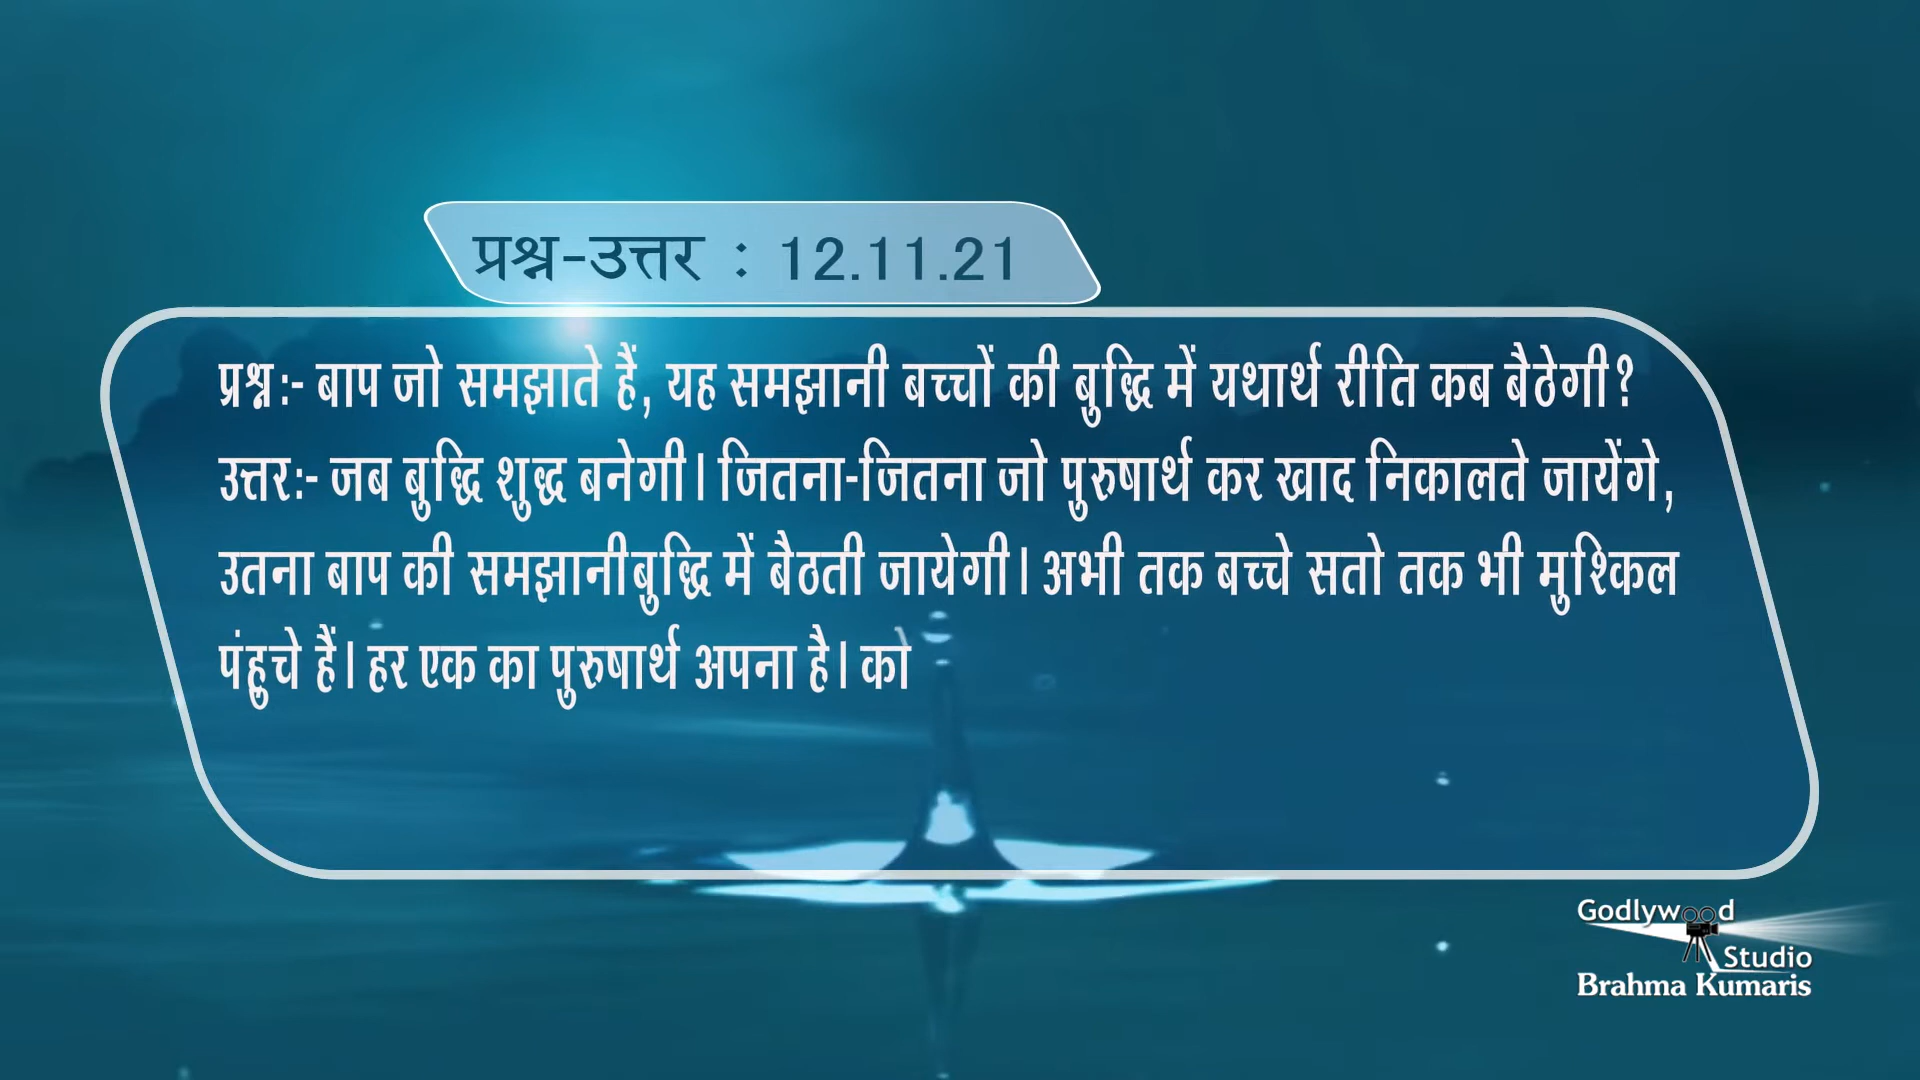 प्रश्न-उत्तर : 12.11.21
प्रश्न:- बाप जो समझाते हैं, यह समझानी बच्चों की बुद्धि में यथार्थ रीति कब बैठेगी?
उत्तर:- जब बुद्धि शुद्ध बनेगी। जितना-जितना जो पुरुषार्थ कर खाद निकालते जायेंगे,
उतना बाप की समझानीबुद्धि में बैठती जायेगी। अभी तक बच्चे सतो तक भी मुश्किल
पंहुचे हैं। हर एक का पुरुषार्थ अपना है। को
Godlywood
Studio
Brahma Kumaris